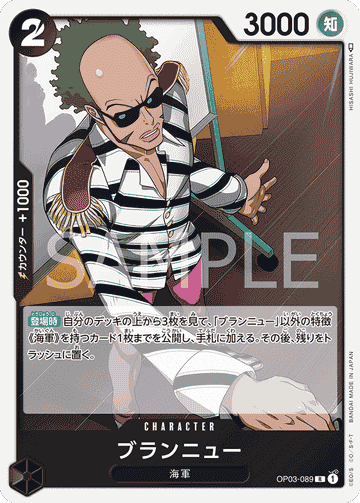 2
3000
知
HISASHI HUJIWARA
カウンター +1000
SAMPLE
登場時 自分のデッキの上から3枚を見て、「ブランニュー」以外の特徴
《海軍》を持つカード1枚までを公開し、手札に加える。その後、残りをト
ラッシュに置く。
CHARACTER
ブランニュー
海軍
OP03-089 R 1
BANDAI MADE IN JAPAN